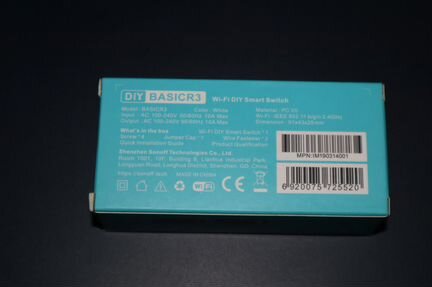 DIY BASICR3 Wi-Fi DIY Smart Switch
Model : BASICR3 Color : White Material : PC V0
Input : AC 100-240V 50/60Hz 10A Max Wi-Fi : IEEE 802.11 b/g/n 2.4GHz
Output : AC 100-240V 50/60Hz 10A Max Dimension : 91x43x25mm
What's in the box Wi-Fi DIY Smart Switch * 1
Screw * 4 Jumper Cap * 1 Wire Fastener * 2
Quick Installation Guide Product Qualification
Shenzhen Sonoff Technologies Co., Ltd.
Room 1001, 10F, Building 8, Lianhua Industrial Park,
Longyuan Road, Longhua District, Shenzhen, GD, China
https://sonoff.tech MADE IN CHINA
Wi Fi CE
MPN:IM190314001
6920075725520